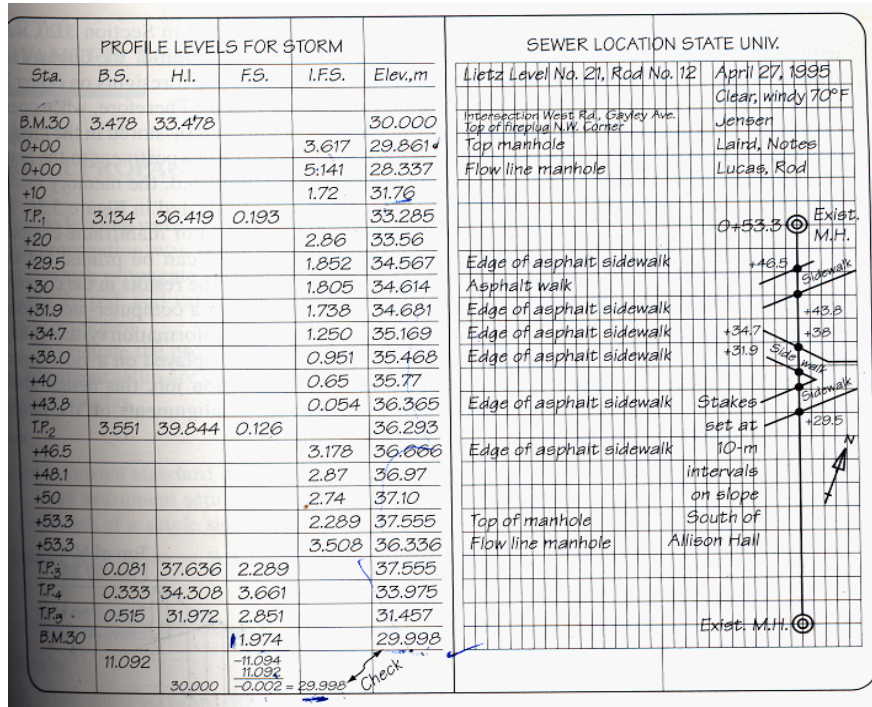 PROFILE LEVELS FOR STORM
Sta. B.S. H.I. F.S. I.F.S. Elev.,m
B.M.30 3.478 33.478 30.000
0+00 3.617 29.861
0+00 5:141 28.337
+10 1.72 31.76
T.P.1 3.134 36.419 0.193 33.285
+20 2.86 33.56
+29.5 1.852 34.567
+30 1.805 34.614
+31.9 1.738 34.681
+34.7 1.250 35.169
+38.0 0.951 35.468
+40 0.65 35.77
+43.8 0.054 36.365
T.P.2 3.551 39.844 0.126 36.293
+46.5 3.178 36.666
+48.1 2.87 36.97
+50 2.74 37.10
+53.3 2.289 37.555
+53.3 3.508 36.336
T.P.3 0.081 37.636 2.289 37.555
T.P.4 0.333 34.308 3.661 33.975
T.P. 0.515 31.972 2.851 31.457
B.M.30 1.974 29.998
11.092 -11.094
11.092
30.000 -0.002 = 29.998 Check
SEWER LOCATION STATE UNIV.
Lietz Level No. 21, Rod No. 12 April 27, 1995
Clear, windy 70°F
Intersection West Rd., Gayley Ave.
Top of fireplug N.W. Corner Jensen
Top manhole Laird, Notes
Flow line manhole Lucas, Rod
0+53.3 Exist.
M.H.
Edge of asphalt sidewalk +46.5 Sidewalk
Asphalt walk
Edge of asphalt sidewalk +43.8
Edge of asphalt sidewalk +34.7 +38
Edge of asphalt sidewalk +31.9 Side walk
Sidewalk
Edge of asphalt sidewalk Stakes
set at +29.5
Edge of asphalt sidewalk 10-m N
intervals
on slope
Top of manhole South of
Flow line manhole Allison Hall
Exist. M.H.